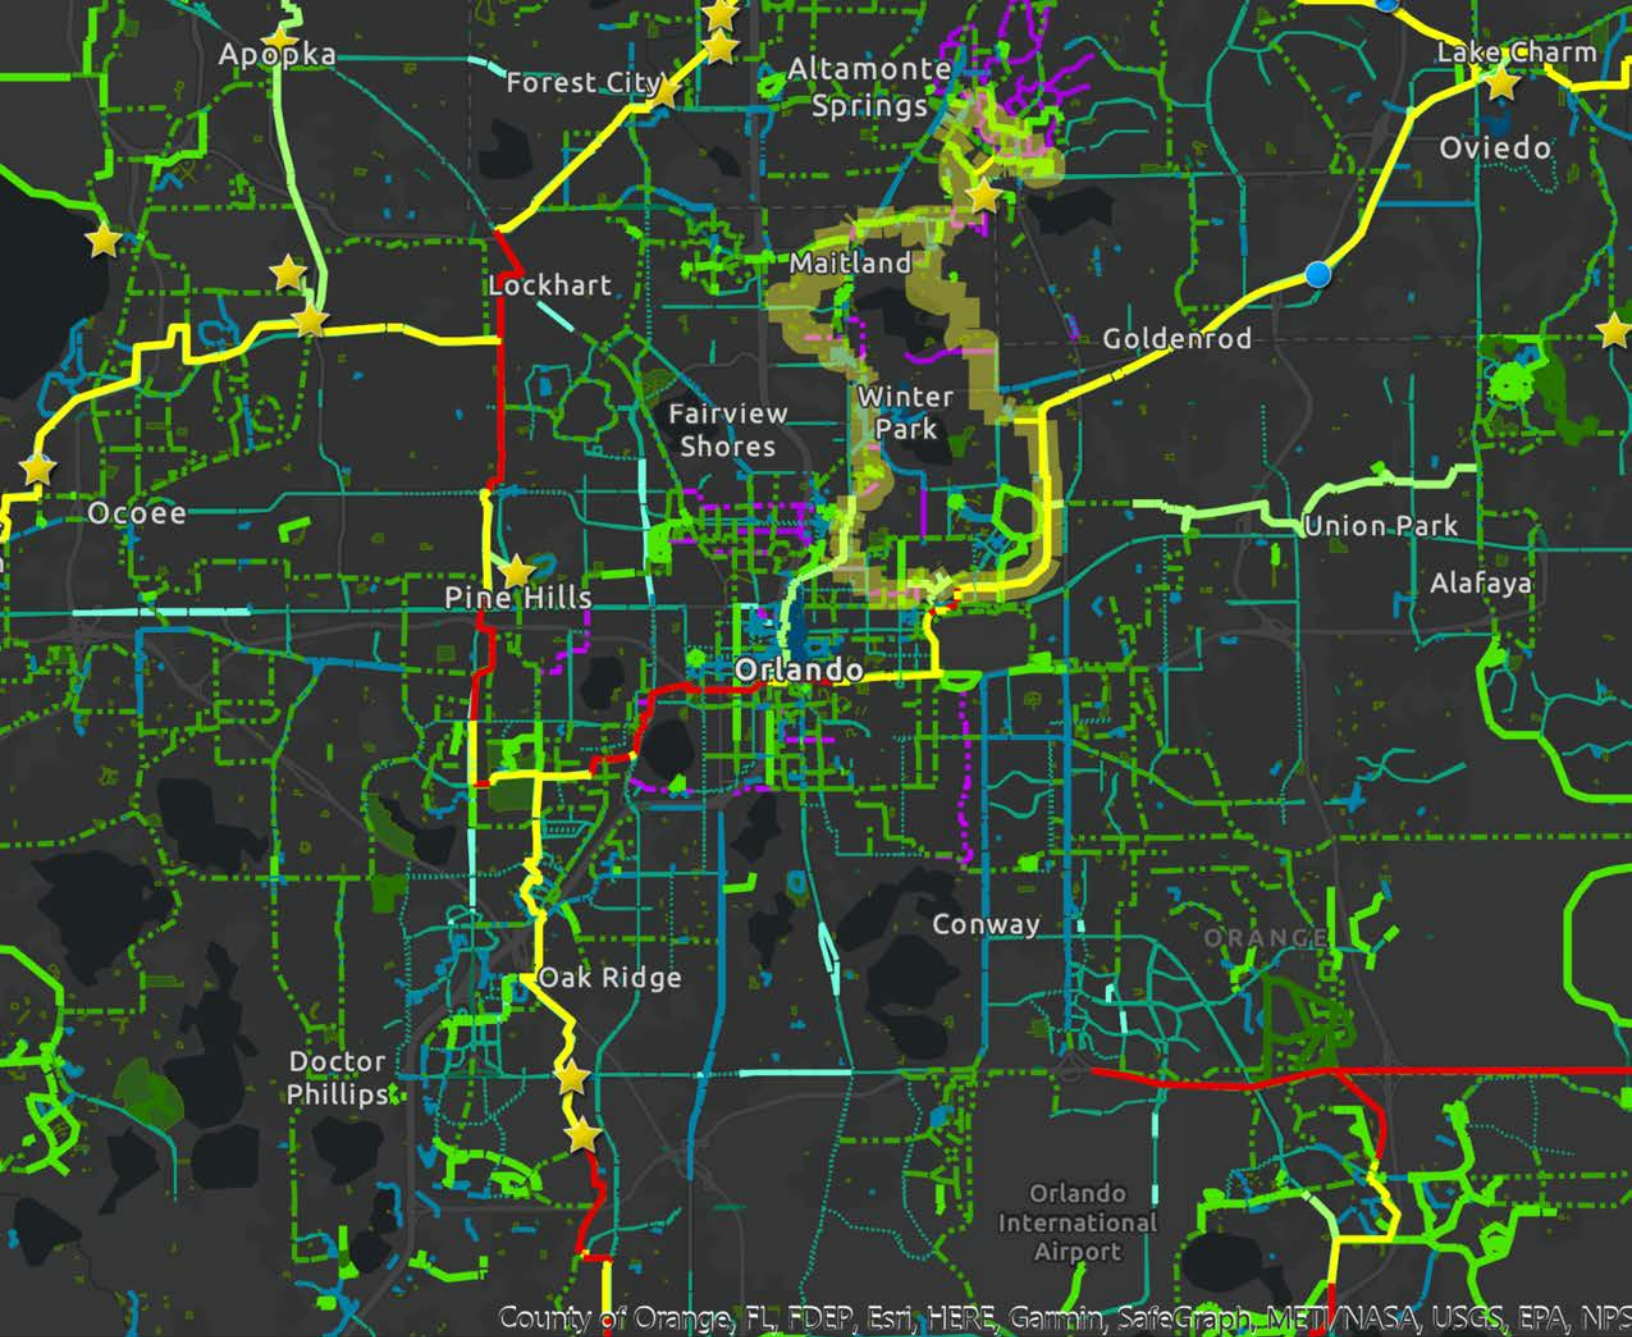 Apopka
Forest City
Altamonte
Springs
Lake Charm
Oviedo
Maitland
Lockhart
Goldenrod
Winter
Park
Fairview
Shores
Ocoee
Union Park
Alafaya
Pine Hills
Orlando
Conway
ORANGE
Oak Ridge
Doctor
Phillips
Orlando
International
Airport
County of Orange, FL, FDEP, Esri, HERE, Garmin, SafeGraph, METI/NASA, USGS, EPA, NPS